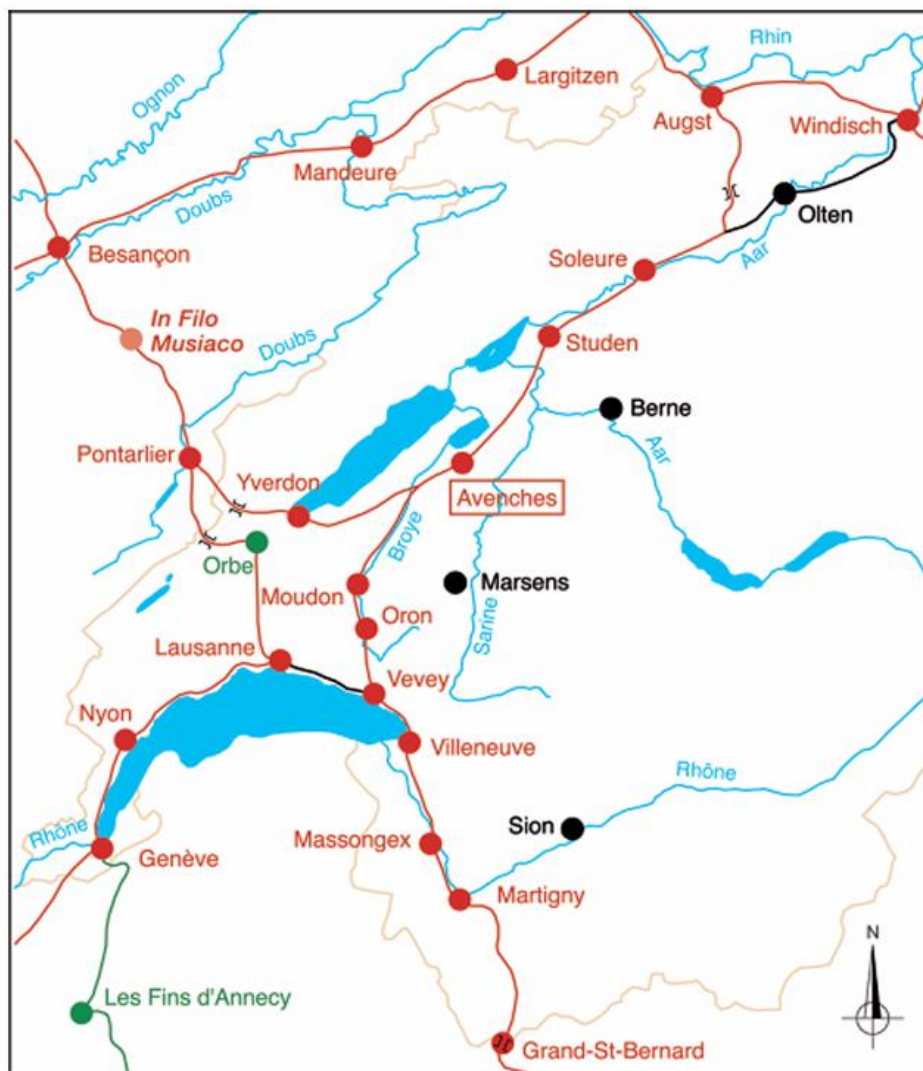 Rhin
Ognon
Largitzen
Augst
Windisch
Mandeure
Doubs
Olten
Besançon
Soleure
Aar
In Filo
Musiaco
Doubs
Studen
Berne
Pontarlier
Aar
Yverdon
Avenches
Broye
Orbe
Marsens
Moudon
Sarine
Oron
Lausanne
Vevey
Nyon
Villeneuve
Rhône
Sion
Rhône
Massongex
Genève
Martigny
N
Les Fins d'Annecy
Grand-St-Bernard